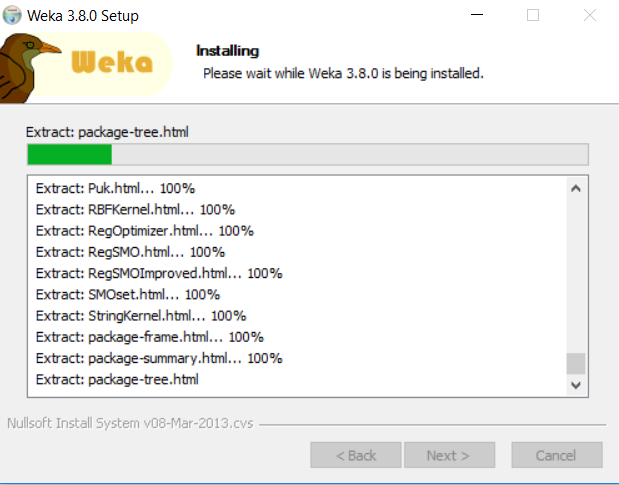 Weka 3.8.0 Setup
Weka
Installing
Please wait while Weka 3.8.0 is being installed.
Extract: package-tree.html
Extract: Puk.html... 100%
Extract: RBFKernel.html... 100%
Extract: RegOptimizer.html... 100%
Extract: RegSMO.html... 100%
Extract: RegSMOImproved.html... 100%
Extract: SMOset.html... 100%
Extract: StringKernel.html... 100%
Extract: package-frame.html... 100%
Extract: package-summary.html... 100%
Extract: package-tree.html
Nullsoft Install System v08-Mar-2013.cvs
< Back Next > Cancel